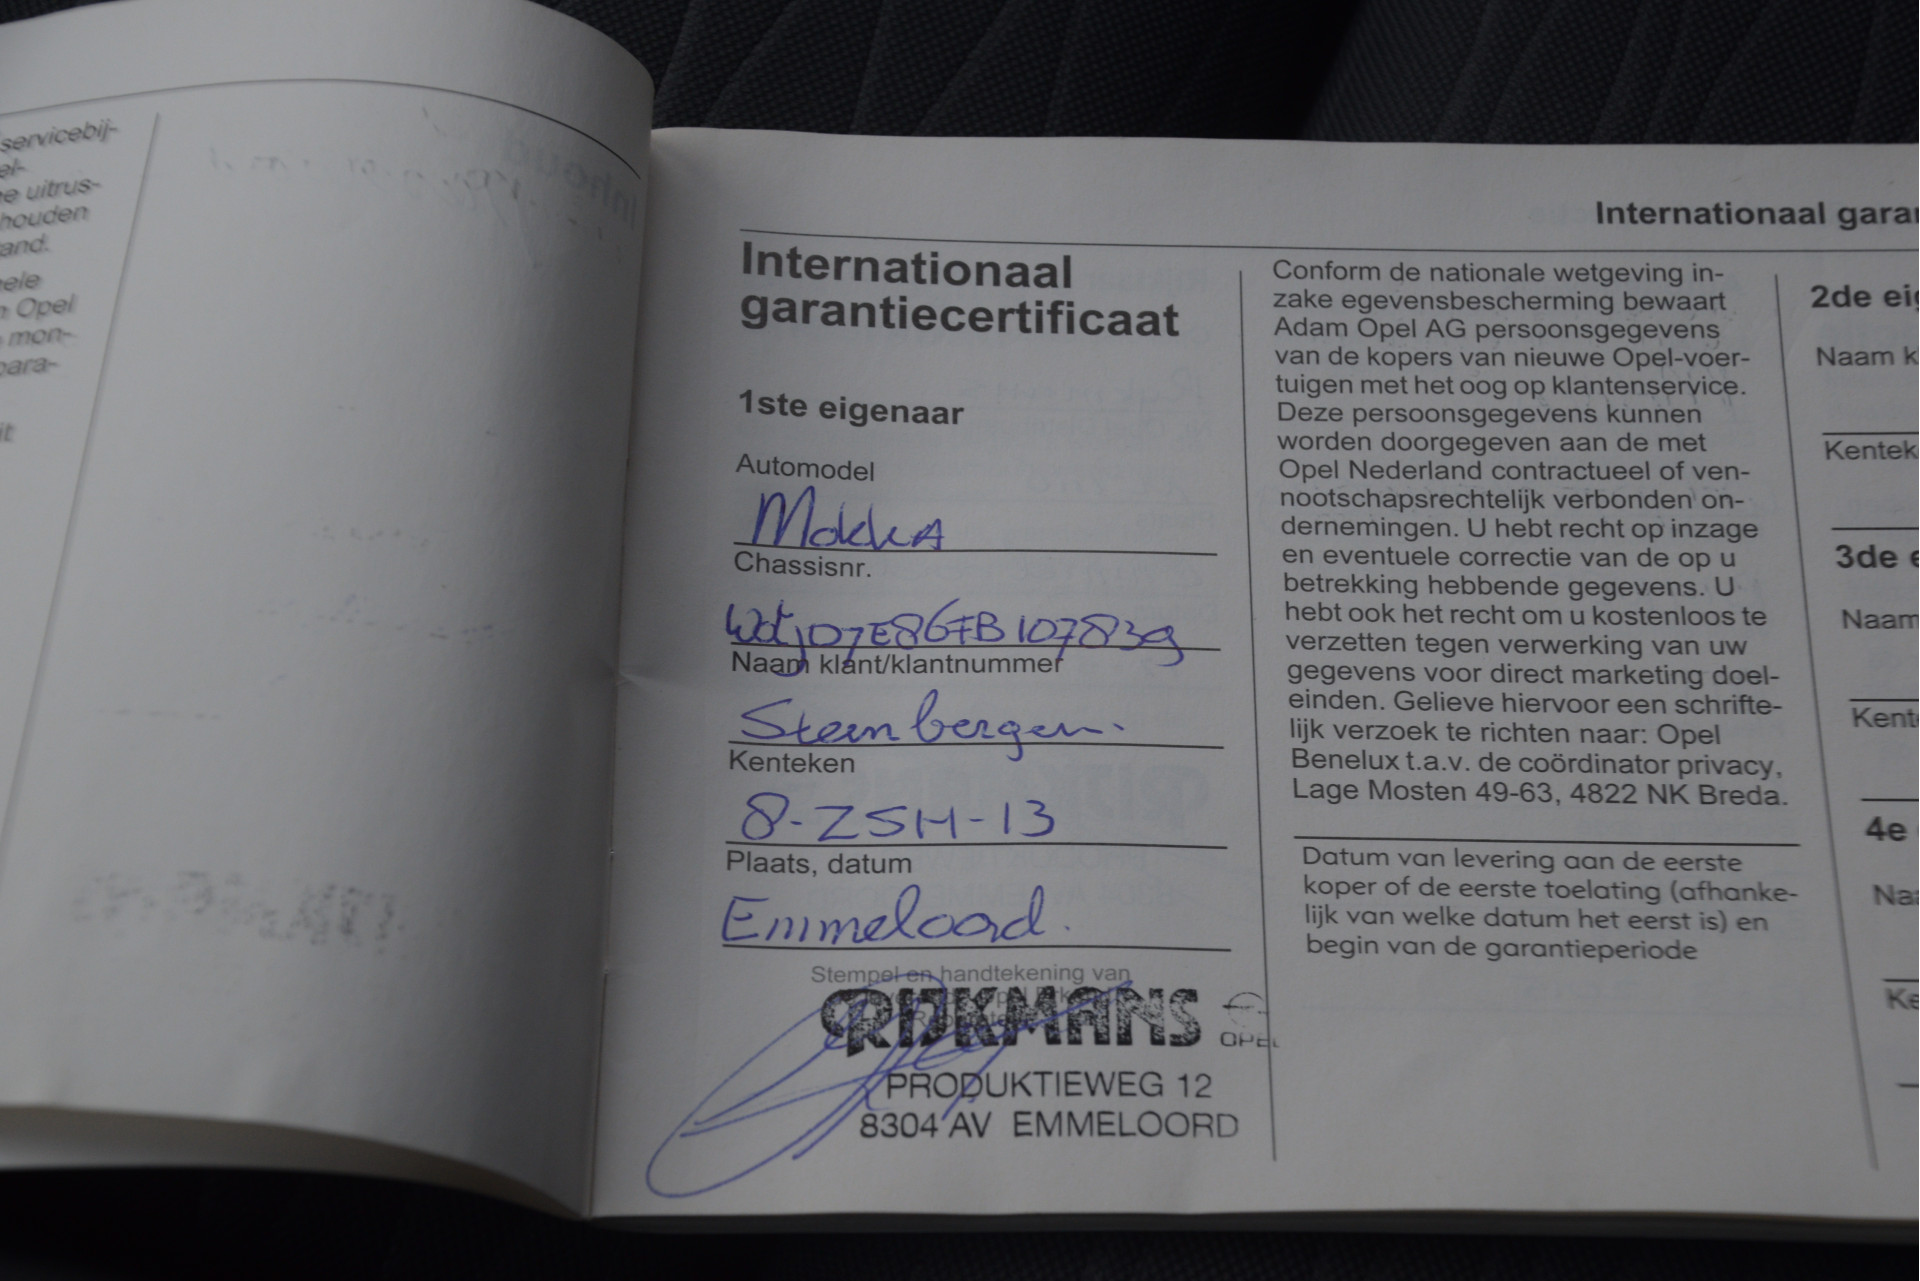 servicebij-
el-
e uitrus-
houden
and.
ele
n Opel
mon-
para-
it
Internationaal garan
Internationaal
garantiecertificaat
1ste eigenaar
Automodel
MokkA
Chassisnr.
W0Lj07E86FB107839
Naam klant/klantnummer
Steenbergen.
Kenteken
8-ZSH-13
Plaats, datum
Emmeloord.
Stempel en handtekening van
RIJKMANS OPEL
PRODUKTIEWEG 12
8304 AV EMMELOORD
Conform de nationale wetgeving in-
zake egevensbescherming bewaart
Adam Opel AG persoonsgegevens
van de kopers van nieuwe Opel-voer-
tuigen met het oog op klantenservice.
Deze persoonsgegevens kunnen
worden doorgegeven aan de met
Opel Nederland contractueel of ven-
nootschapsrechtelijk verbonden on-
dernemingen. U hebt recht op inzage
en eventuele correctie van de op u
betrekking hebbende gegevens. U
hebt ook het recht om u kostenloos te
verzetten tegen verwerking van uw
gegevens voor direct marketing doel-
einden. Gelieve hiervoor een schrifte-
lijk verzoek te richten naar: Opel
Benelux t.a.v. de coördinator privacy,
Lage Mosten 49-63, 4822 NK Breda.
Datum van levering aan de eerste
koper of de eerste toelating (afhanke-
lijk van welke datum het eerst is) en
begin van de garantieperiode
2de eig
Naam k
Kentek
3de e
Naam
Kent
4e
Na
Ke